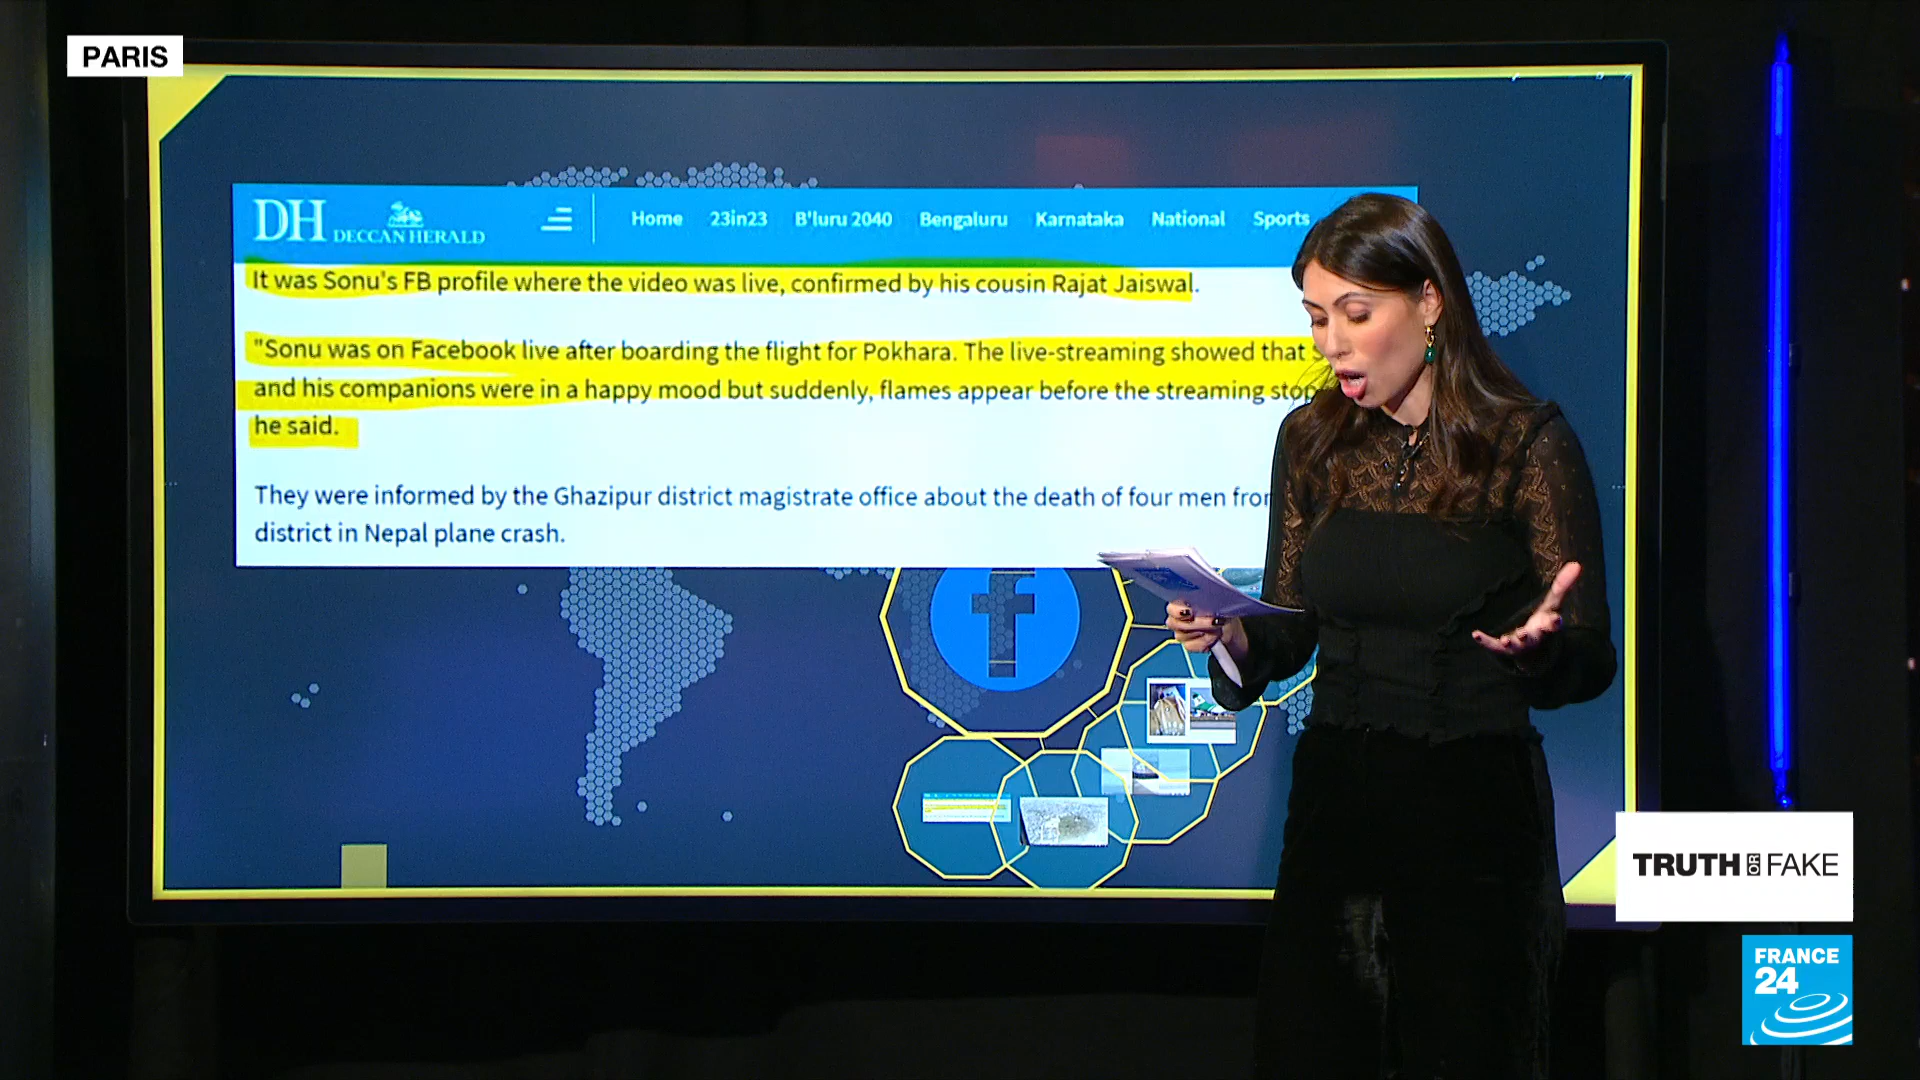 PARIS
DH DECCAN HERALD
Home 23in23 B'luru 2040 Bengaluru Karnataka National Sports
It was Sonu's FB profile where the video was live, confirmed by his cousin Rajat Jaiswal.
"Sonu was on Facebook live after boarding the flight for Pokhara. The live-streaming showed that
and his companions were in a happy mood but suddenly, flames appear before the streaming
he said.
They were informed by the Ghazipur district magistrate office about the death of four men
district in Nepal plane crash.
f
TRUTH OR FAKE
FRANCE
24